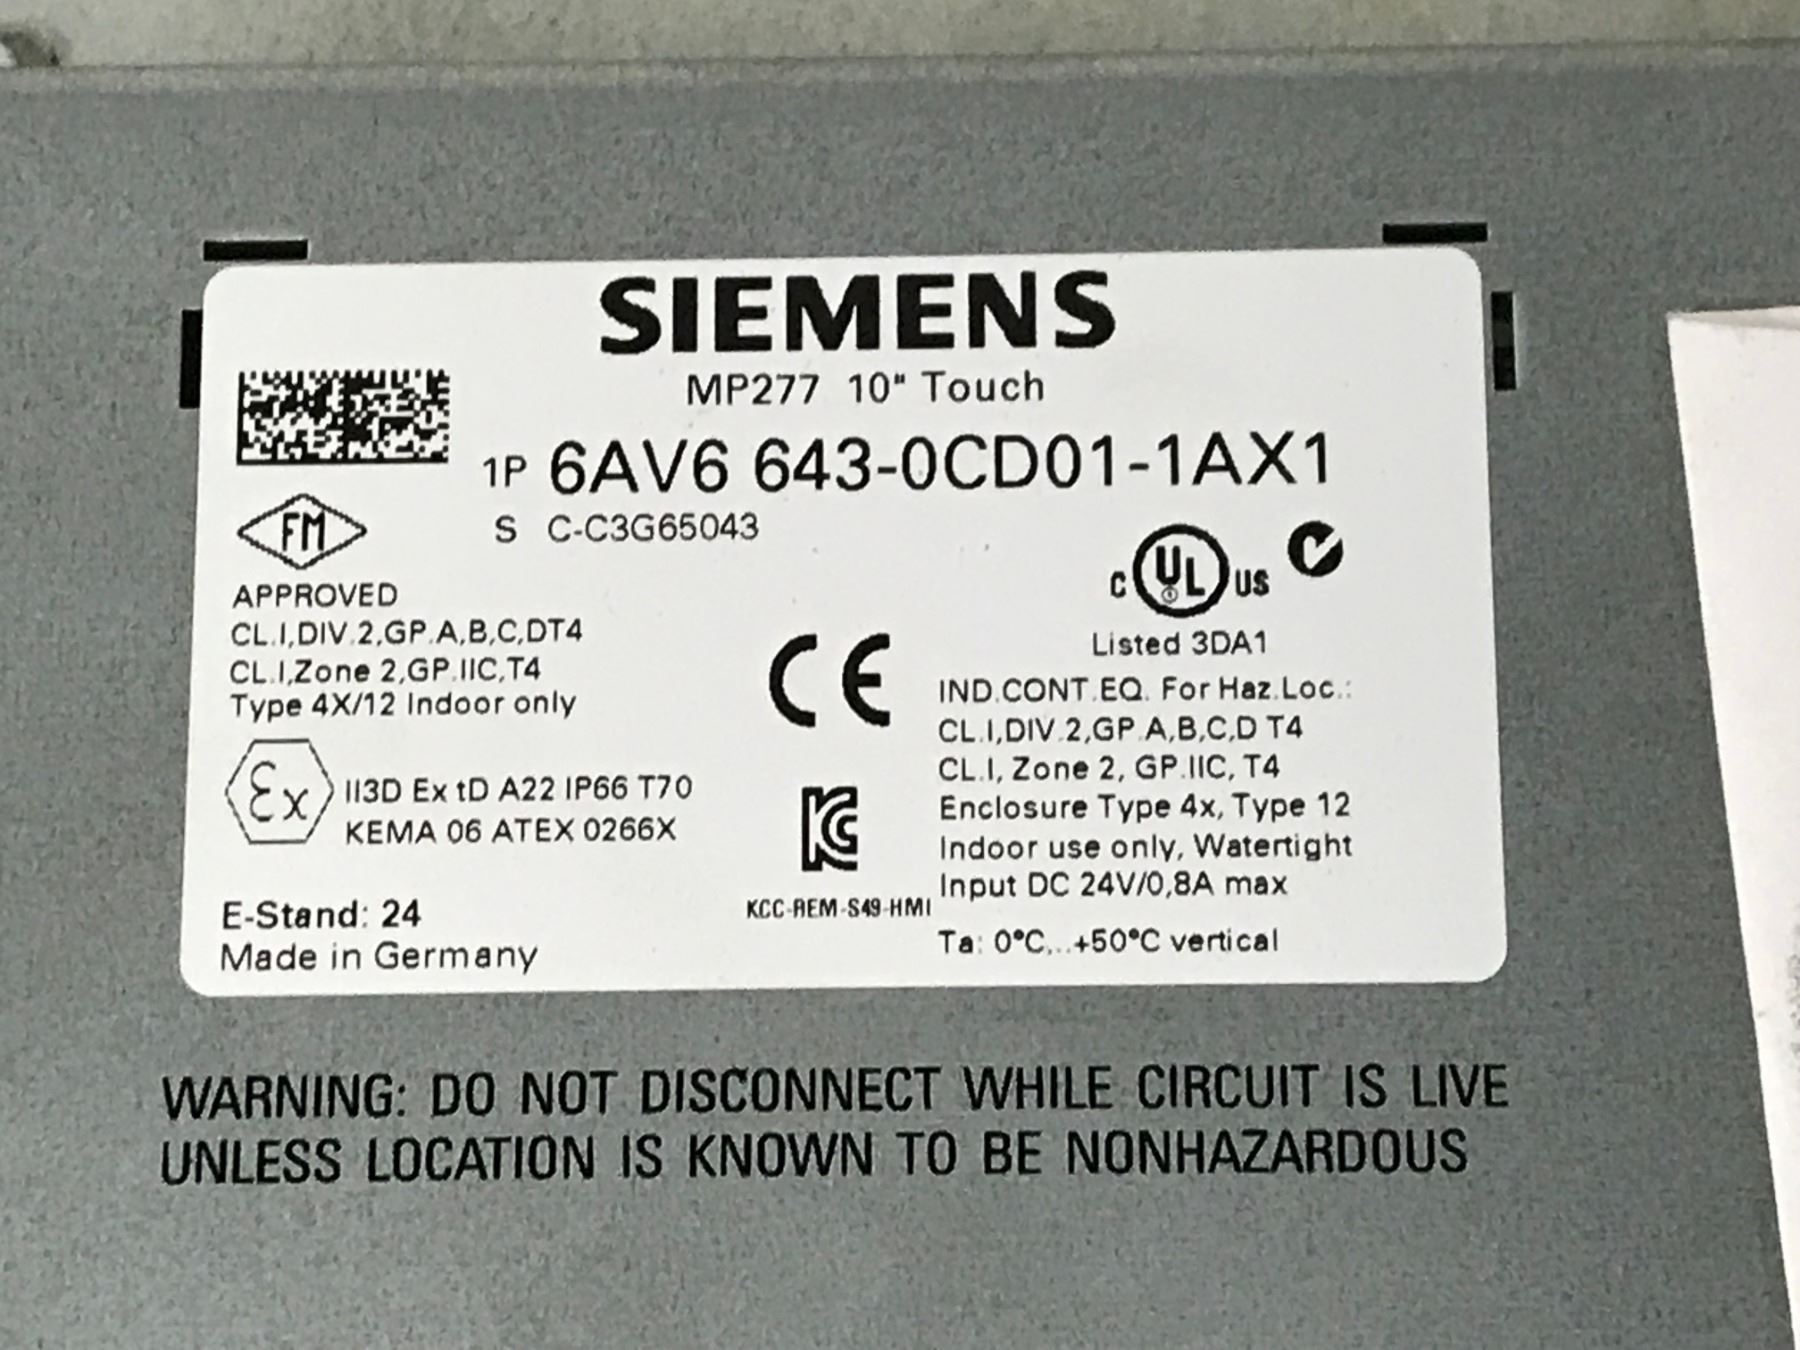 SIEMENS
MP277 10" Touch
1P 6AV6 643-0CD01-1AX1
S C-C3G65043
FM
APPROVED
CL.I,DIV.2,GP.A,B,C,DT4
CL.I,Zone 2,GP.IIC,T4
Type 4X/12 Indoor only
Ex II3D Ex tD A22 IP66 T70
KEMA 06 ATEX 0266X
E-Stand: 24
Made in Germany
CE
KCC-REM-S49-HMI
C UL US
Listed 3DA1
IND.CONT.EQ. For Haz.Loc.:
CL.I,DIV.2,GP.A,B,C,D T4
CL.I, Zone 2, GP.IIC, T4
Enclosure Type 4x, Type 12
Indoor use only, Watertight
Input DC 24V/0,8A max
Ta: 0°C...+50°C vertical
WARNING: DO NOT DISCONNECT WHILE CIRCUIT IS LIVE
UNLESS LOCATION IS KNOWN TO BE NONHAZARDOUS